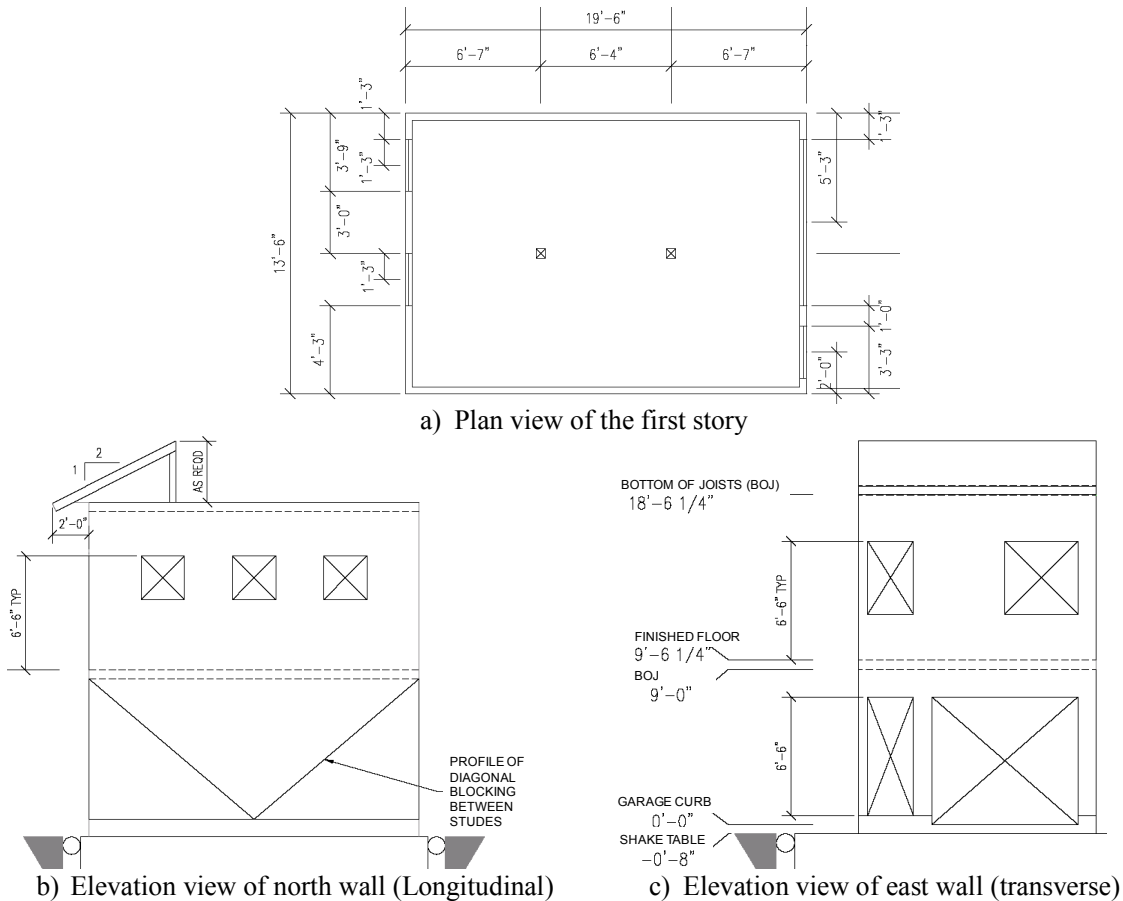 19'-6"
6'-7" 6'-4" 6'-7"
1'-3"
3'-9"
1'-3"
3'-0"
13'-6"
1'-3"
4'-3"
1'-3"
5'-3"
1'-0"
3'-3"
2'-0"
a) Plan view of the first story
2
1
AS REQD
2'-0"
6'-6" TYP
PROFILE OF
DIAGONAL
BLOCKING
BETWEEN
STUDES
b) Elevation view of north wall (Longitudinal)
BOTTOM OF JOISTS (BOJ)
18'-6 1/4"
6'-6" TYP
FINISHED FLOOR
9'-6 1/4"
BOJ
9'-0"
6'-6"
GARAGE CURB
0'-0"
SHAKE TABLE
-0'-8"
c) Elevation view of east wall (transverse)